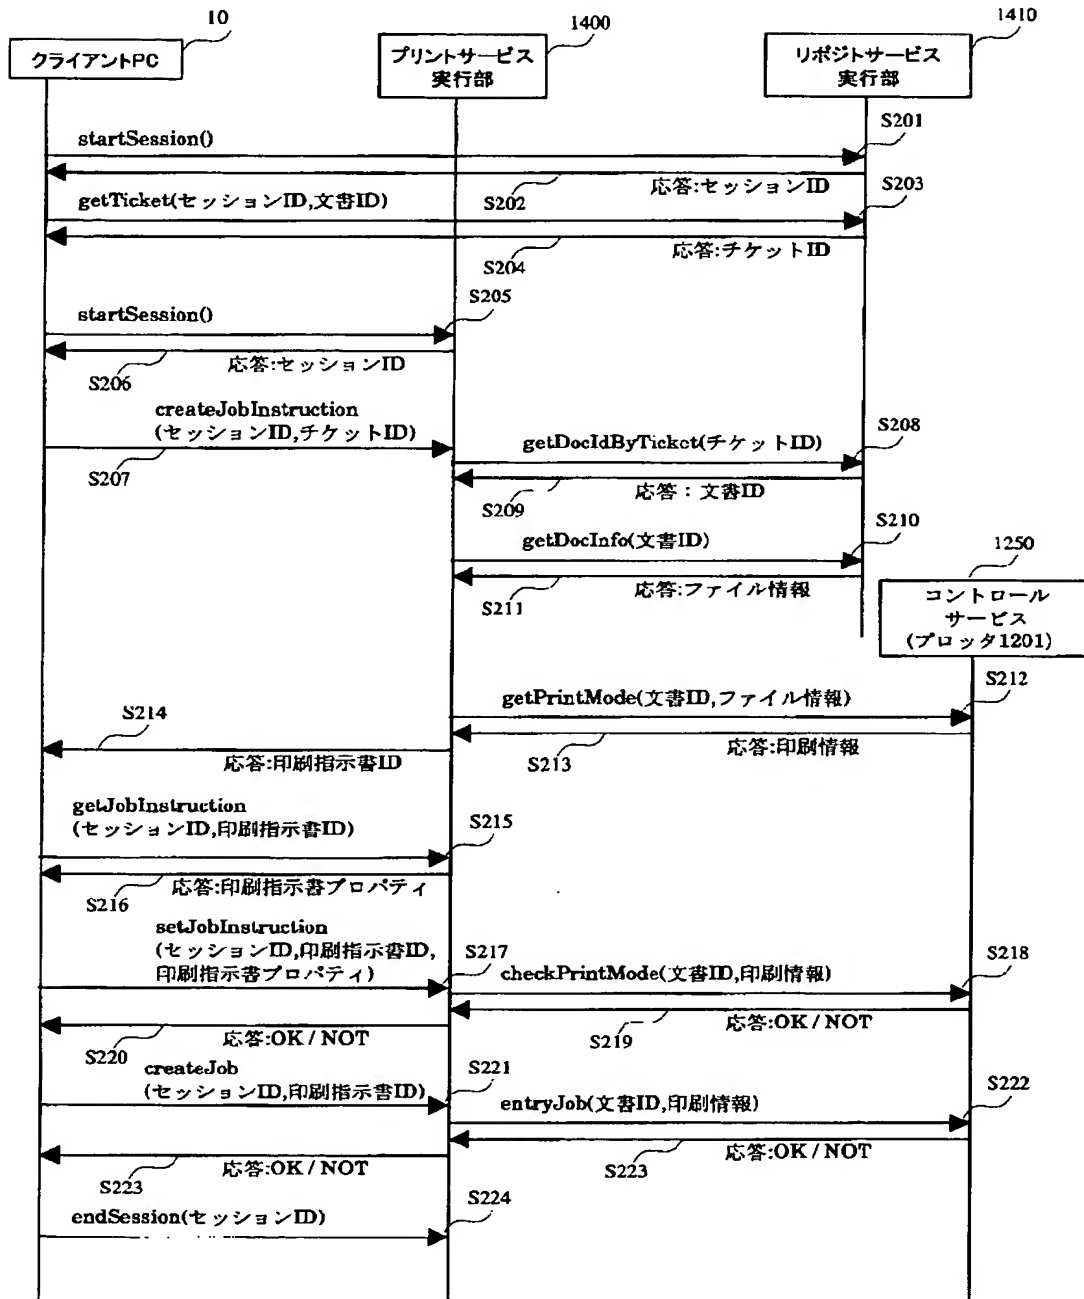 10
1400
1410
クライアントPC
プリントサービス
実行部
リポジトサービス
実行部
startSession()
S201
応答:セッションID
S202
S203
getTicket(セッションID,文書ID)
応答:チケットID
S204
S205
startSession()
応答:セッションID
S206
createJobInstruction
(セッションID,チケットID)
S207
getDocIdByTicket(チケットID)
S208
応答：文書ID
S209
getDocInfo(文書ID)
S210
応答:ファイル情報
S211
1250
コントロール
サービス
(プロッタ1201)
getPrintMode(文書ID,ファイル情報)
S212
応答:印刷情報
S213
S214
応答:印刷指示書ID
getJobInstruction
(セッションID,印刷指示書ID)
S215
応答:印刷指示書プロパティ
S216
setJobInstruction
(セッションID,印刷指示書ID,
印刷指示書プロパティ)
S217
checkPrintMode(文書ID,印刷情報)
S218
応答:OK / NOT
S219
応答:OK / NOT
S220
createJob
(セッションID,印刷指示書ID)
S221
entryJob(文書ID,印刷情報)
S222
応答:OK / NOT
S223
応答:OK / NOT
S223
endSession(セッションID)
S224